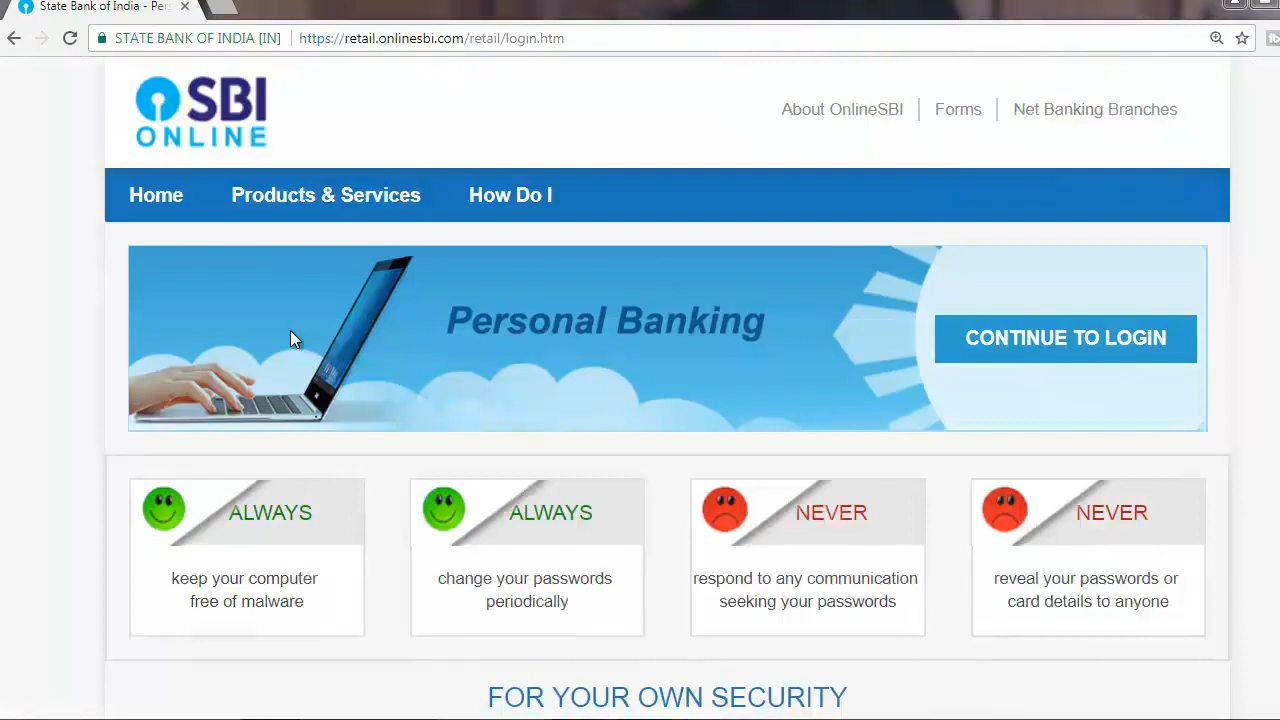 State Bank of India - Per
STATE BANK OF INDIA [IN] https://retail.onlinesbi.com/retail/login.htm
SBI
ONLINE
About OnlineSBI Forms Net Banking Branches
Home Products & Services How Do I
Personal Banking
CONTINUE TO LOGIN
ALWAYS
keep your computer
free of malware
ALWAYS
change your passwords
periodically
NEVER
respond to any communication
seeking your passwords
NEVER
reveal your passwords or
card details to anyone
FOR YOUR OWN SECURITY